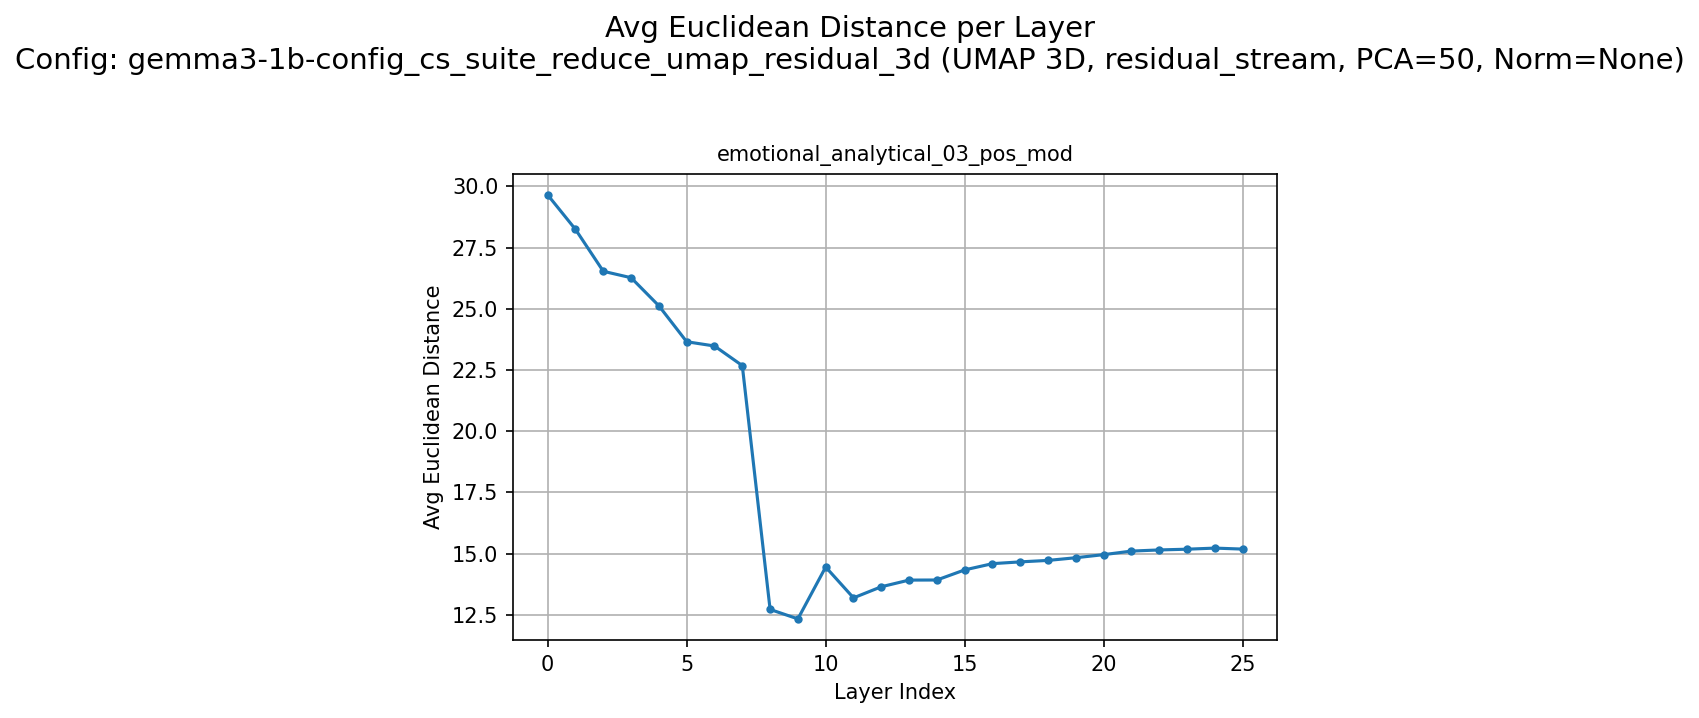 Avg Euclidean Distance per Layer
Config: gemma3-1b-config_cs_suite_reduce_umap_residual_3d (UMAP 3D, residual_stream, PCA=50, Norm=None)
emotional_analytical_03_pos_mod
Avg Euclidean Distance
30.0
27.5
25.0
22.5
20.0
17.5
15.0
12.5
0 5 10 15 20 25
Layer Index